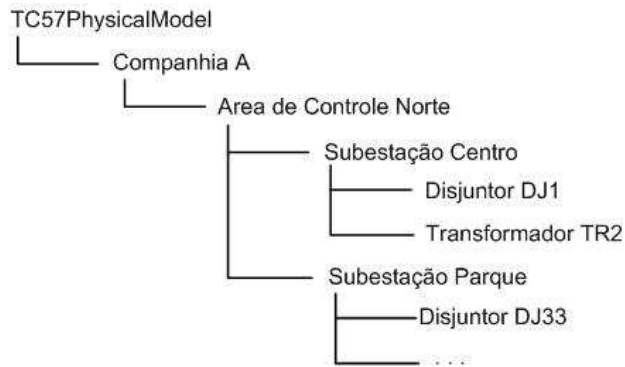 TC57PhysicalModel
Companhia A
Area de Controle Norte
Subestação Centro
Disjuntor DJ1
Transformador TR2
Subestação Parque
Disjuntor DJ33
. . .